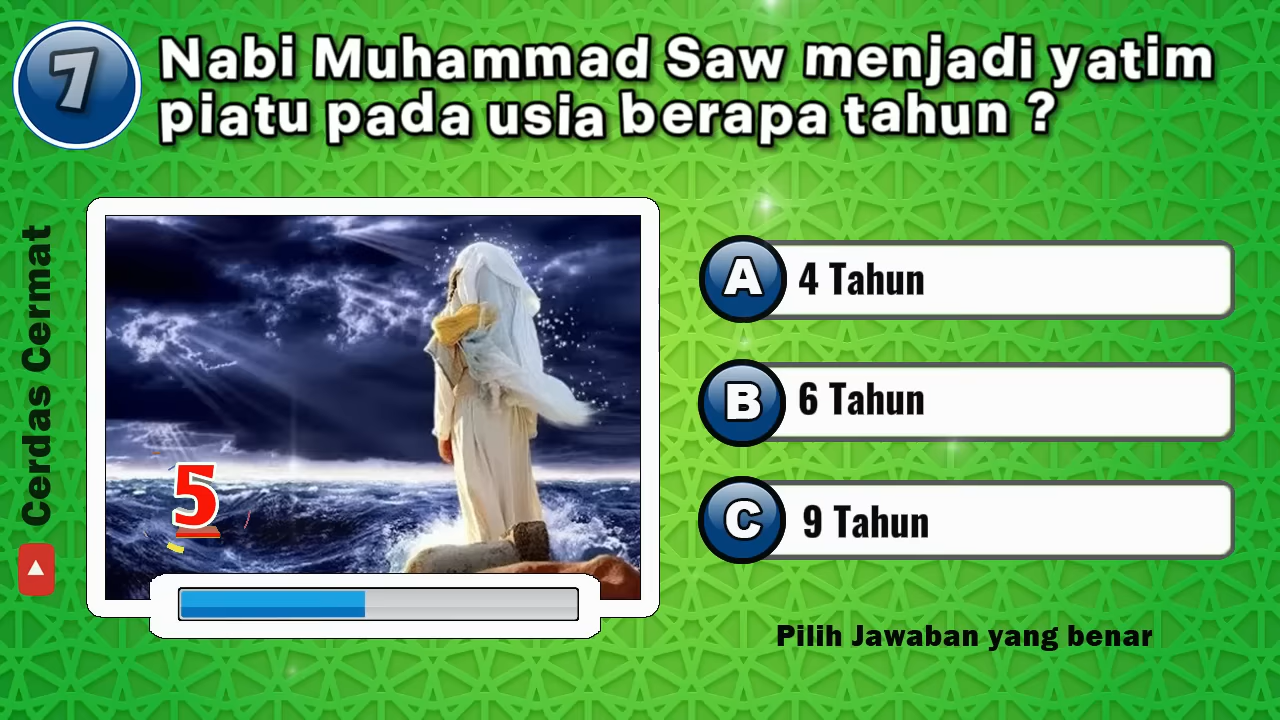 7
Nabi Muhammad Saw menjadi yatim
piatu pada usia berapa tahun ?
Cerdas Cermat
5
A 4 Tahun
B 6 Tahun
C 9 Tahun
Pilih Jawaban yang benar